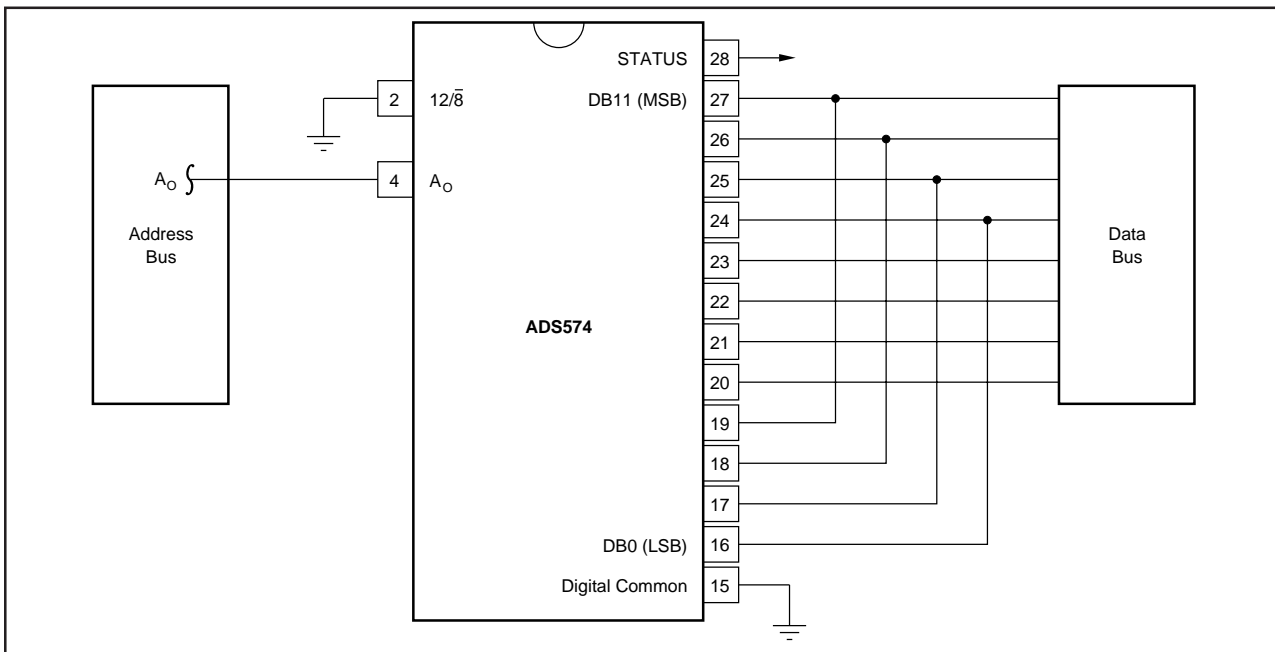 STATUS 28
2 12/8̅ DB11 (MSB) 27
26
A_O 4 A_O 25
Address Bus
24
Data Bus
23
22
ADS574
21
20
19
18
17
DB0 (LSB) 16
Digital Common 15